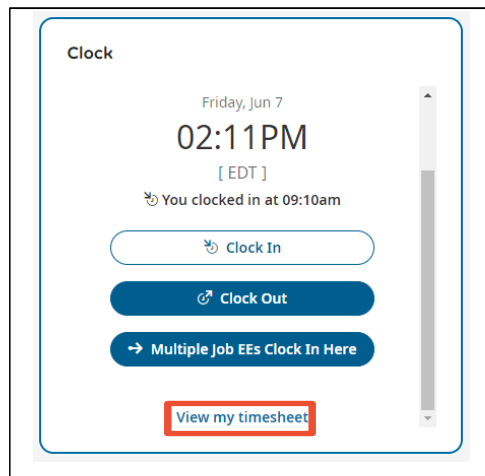 Clock
Friday, Jun 7
02:11PM
[ EDT ]
You clocked in at 09:10am
Clock In
Clock Out
Multiple Job EEs Clock In Here
View my timesheet